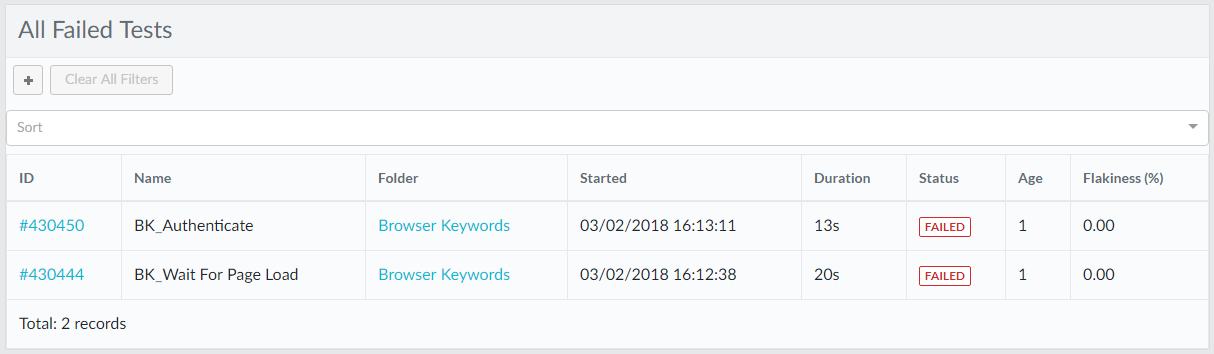 All Failed Tests
+ Clear All Filters
Sort
ID Name Folder Started Duration Status Age Flakiness (%)
#430450 BK_Authenticate Browser Keywords 03/02/2018 16:13:11 13s FAILED 1 0.00
#430444 BK_Wait For Page Load Browser Keywords 03/02/2018 16:12:38 20s FAILED 1 0.00
Total: 2 records